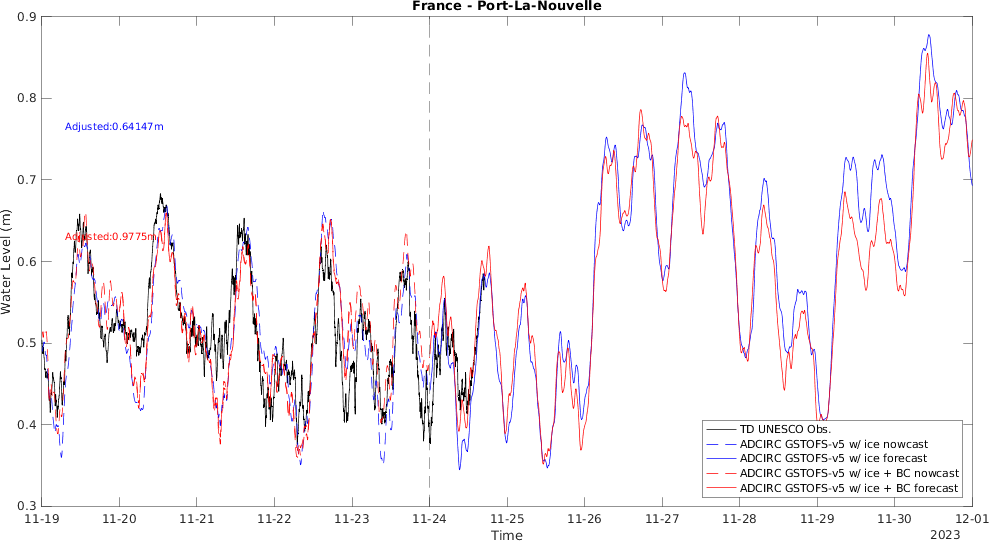 France - Port-La-Nouvelle
Water Level (m)
0.9
0.8
0.7
0.6
0.5
0.4
0.3
Adjusted:0.64147m
Adjusted:0.9775m
TD UNESCO Obs.
ADCIRC GSTOFS-v5 w/ ice nowcast
ADCIRC GSTOFS-v5 w/ ice forecast
ADCIRC GSTOFS-v5 w/ ice + BC nowcast
ADCIRC GSTOFS-v5 w/ ice + BC forecast
11-19 11-20 11-21 11-22 11-23 11-24 11-25 11-26 11-27 11-28 11-29 11-30 12-01
Time
2023